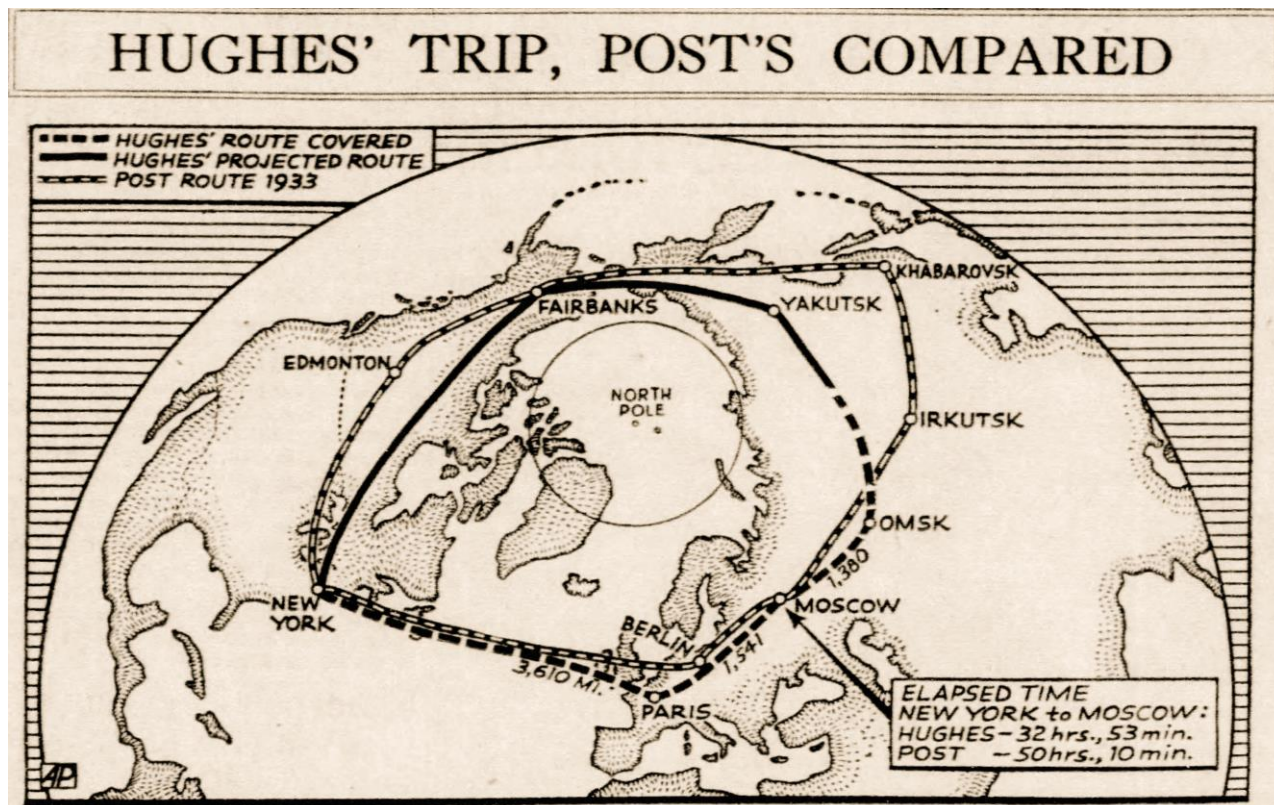 HUGHES' TRIP, POST'S COMPARED
HUGHES' ROUTE COVERED
HUGHES' PROJECTED ROUTE
POST ROUTE 1933
KHABAROVSK
FAIRBANKS
YAKUTSK
EDMONTON
NORTH
POLE
IRKUTSK
OMSK
1,380
NEW
YORK
MOSCOW
BERLIN
1,541
3,610 MI.
PARIS
ELAPSED TIME
NEW YORK to MOSCOW:
HUGHES—32 hrs., 53 min.
POST —50 hrs., 10 min.
AP